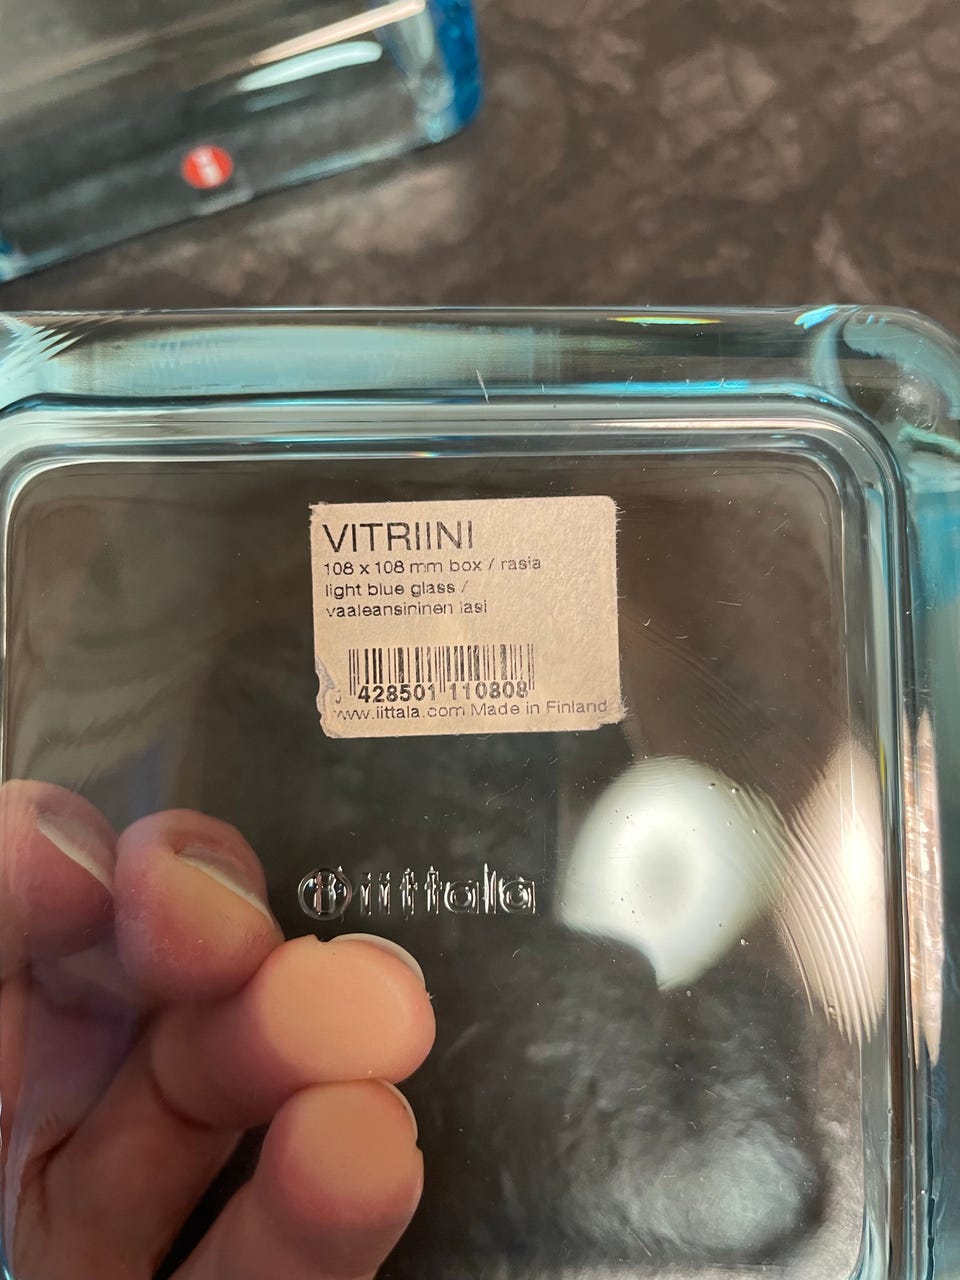 VITRIINI
108 x 108 mm box / rasia
light blue glass /
vaaleansininen lasi
428501 110808
www.iittala.com Made in Finland
i iittala